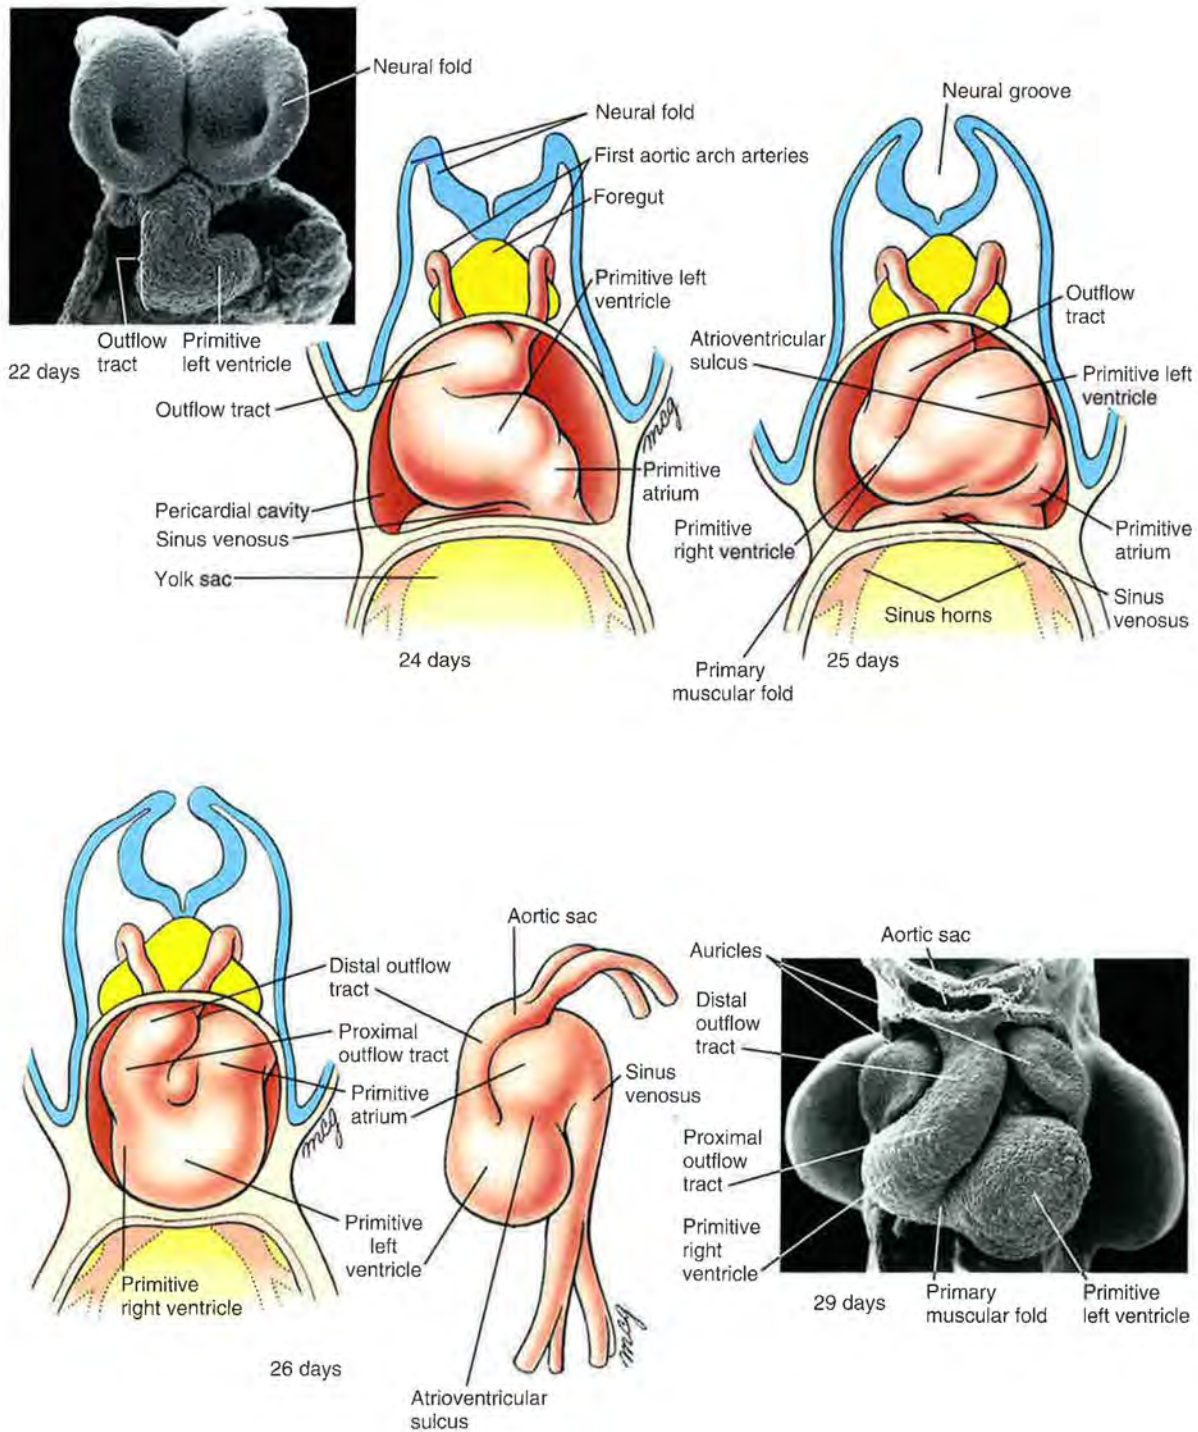 Neural fold
Outflow
tract
Primitive
left ventricle
22 days
Neural fold
First aortic arch arteries
Foregut
Primitive left
ventricle
Outflow tract
Primitive
atrium
Pericardial cavity
Sinus venosus
Yolk sac
mcg
24 days
Neural groove
Outflow
tract
Atrioventricular
sulcus
Primitive left
ventricle
Primitive
right ventricle
Primitive
atrium
Sinus horns
Sinus
venosus
Primary
muscular fold
25 days
Distal outflow
tract
Proximal
outflow tract
Primitive
atrium
mcg
Primitive
left
ventricle
Primitive
right ventricle
26 days
Aortic sac
Sinus
venosus
Atrioventricular
sulcus
mcg
Auricles
Aortic sac
Distal
outflow
tract
Proximal
outflow
tract
Primitive
right
ventricle
29 days
Primary
muscular fold
Primitive
left ventricle